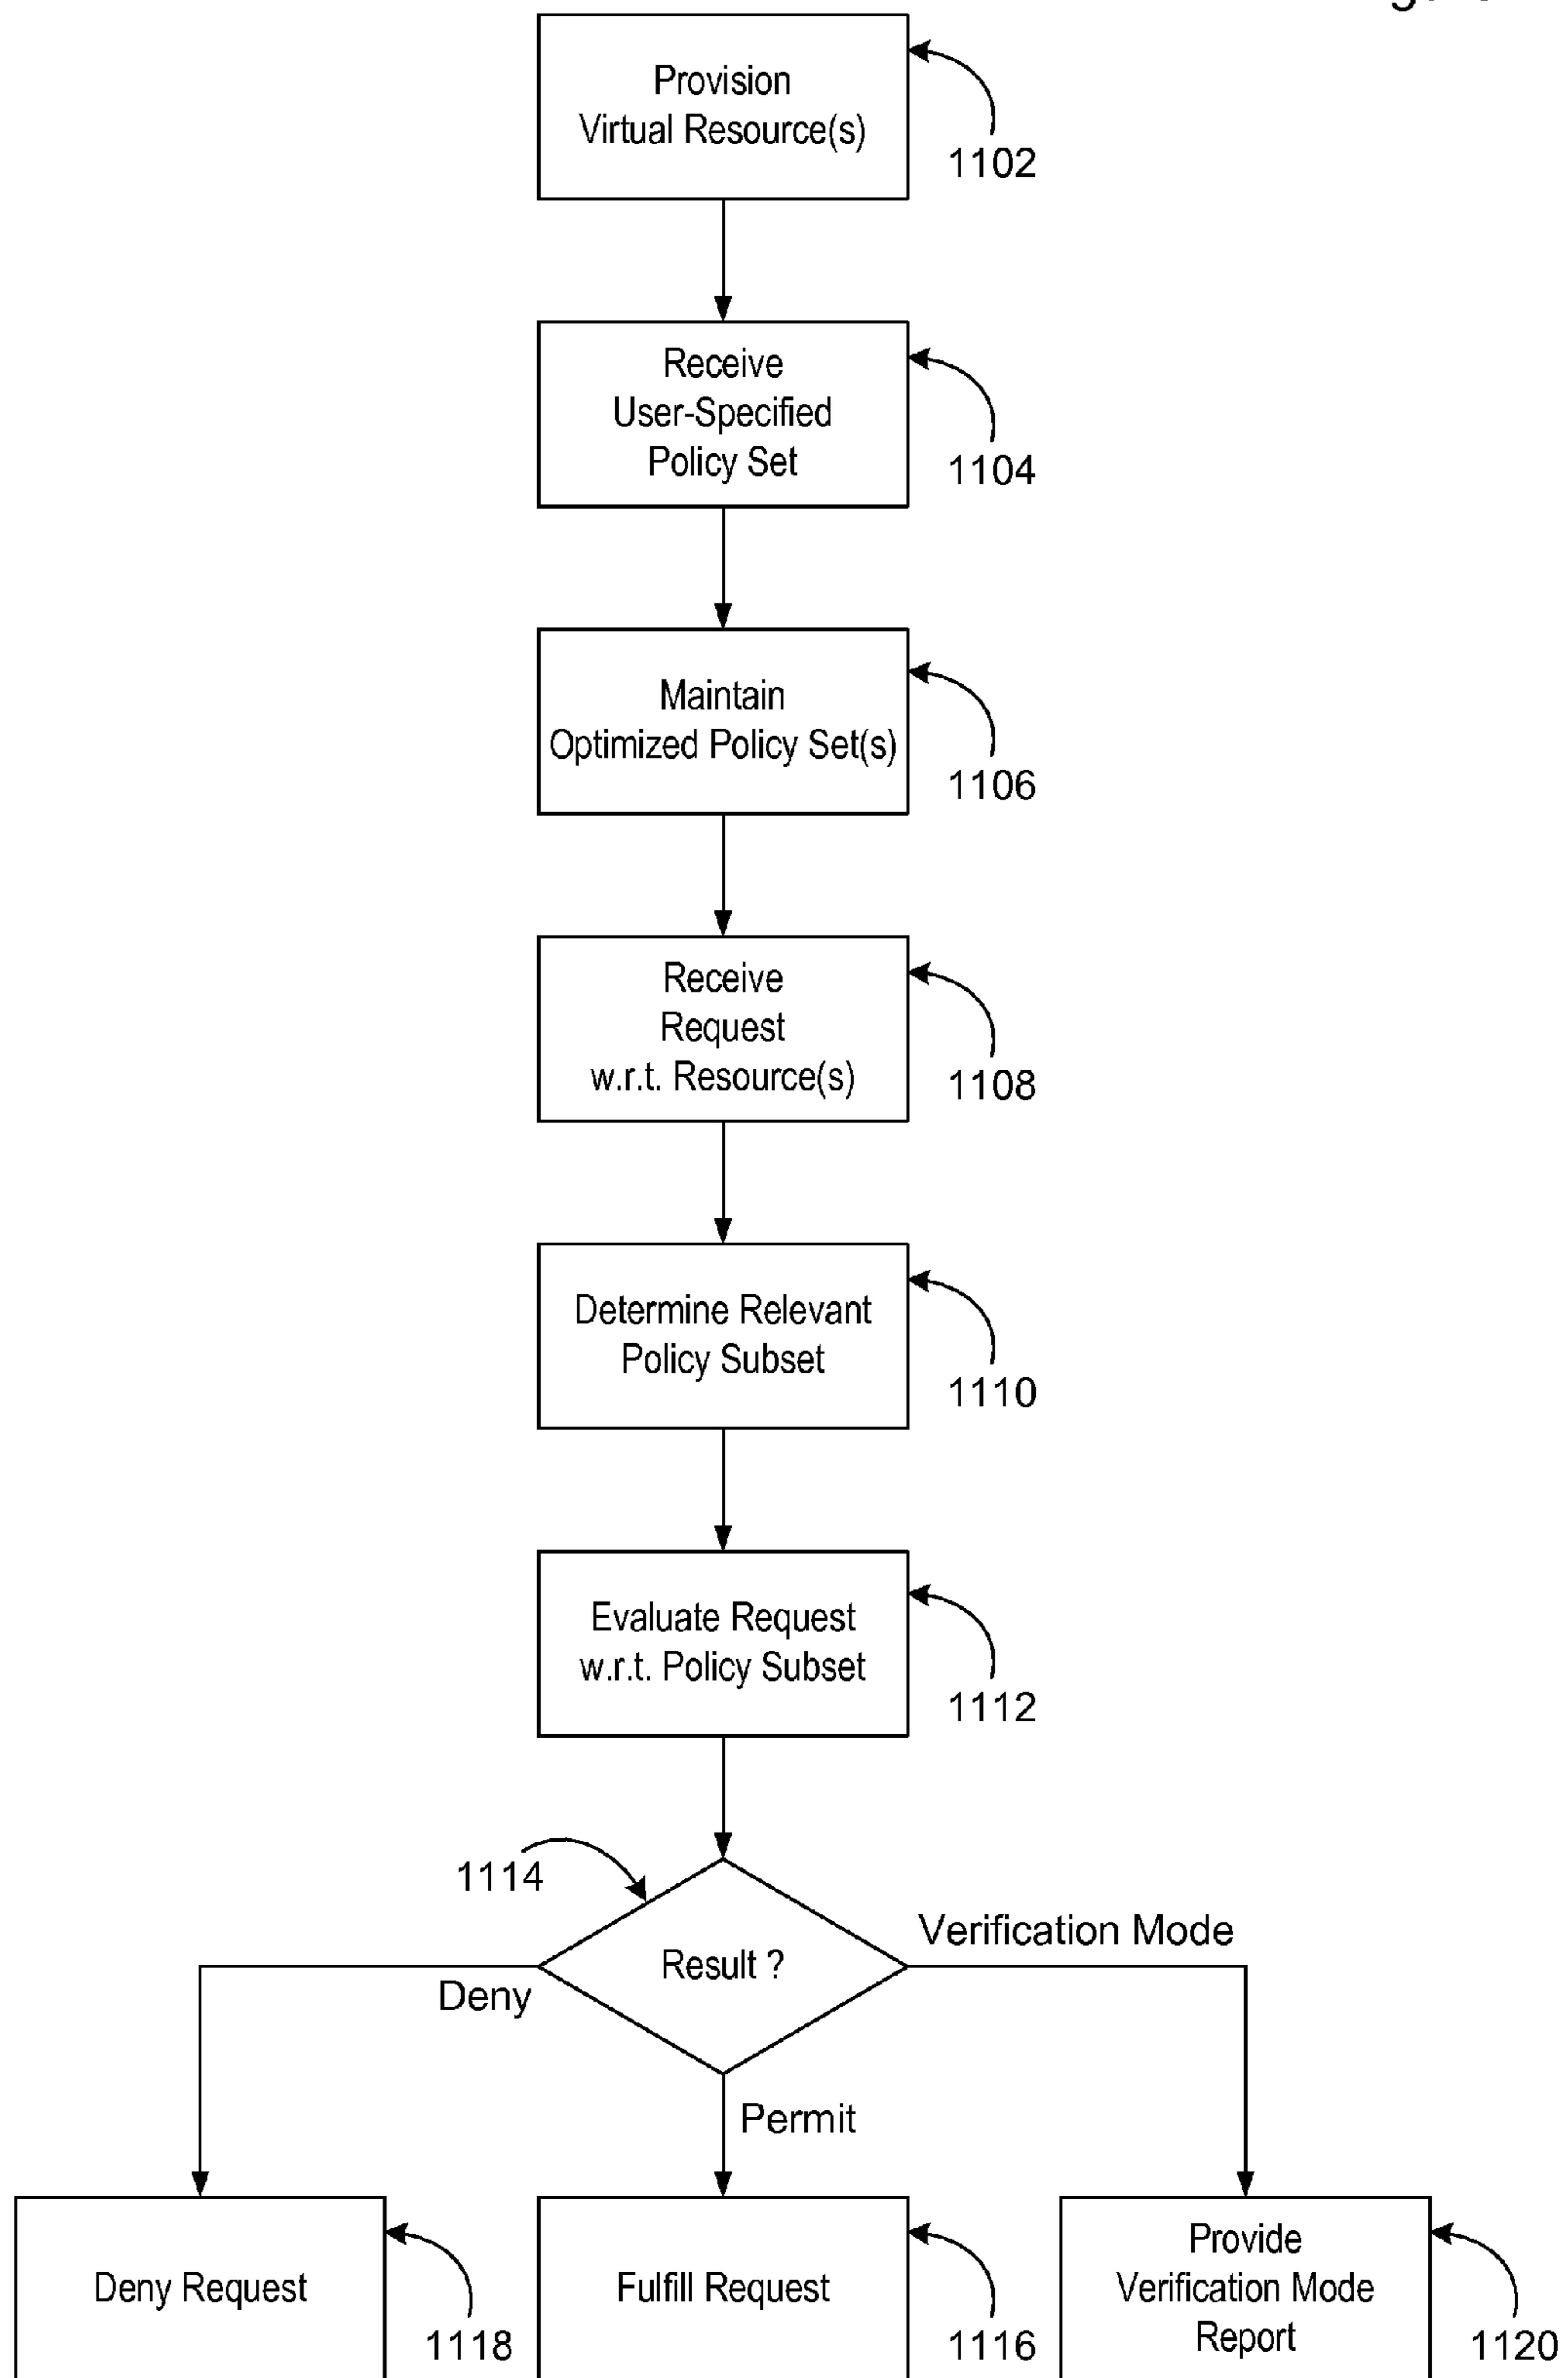 Provision
Virtual Resource(s)
1102
Receive
User-Specified
Policy Set
1104
Maintain
Optimized Policy Set(s)
1106
Receive
Request
w.r.t. Resource(s)
1108
Determine Relevant
Policy Subset
1110
Evaluate Request
w.r.t. Policy Subset
1112
1114
Result ?
Verification Mode
Deny
Permit
Deny Request
1118
Fulfill Request
1116
Provide
Verification Mode
Report
1120